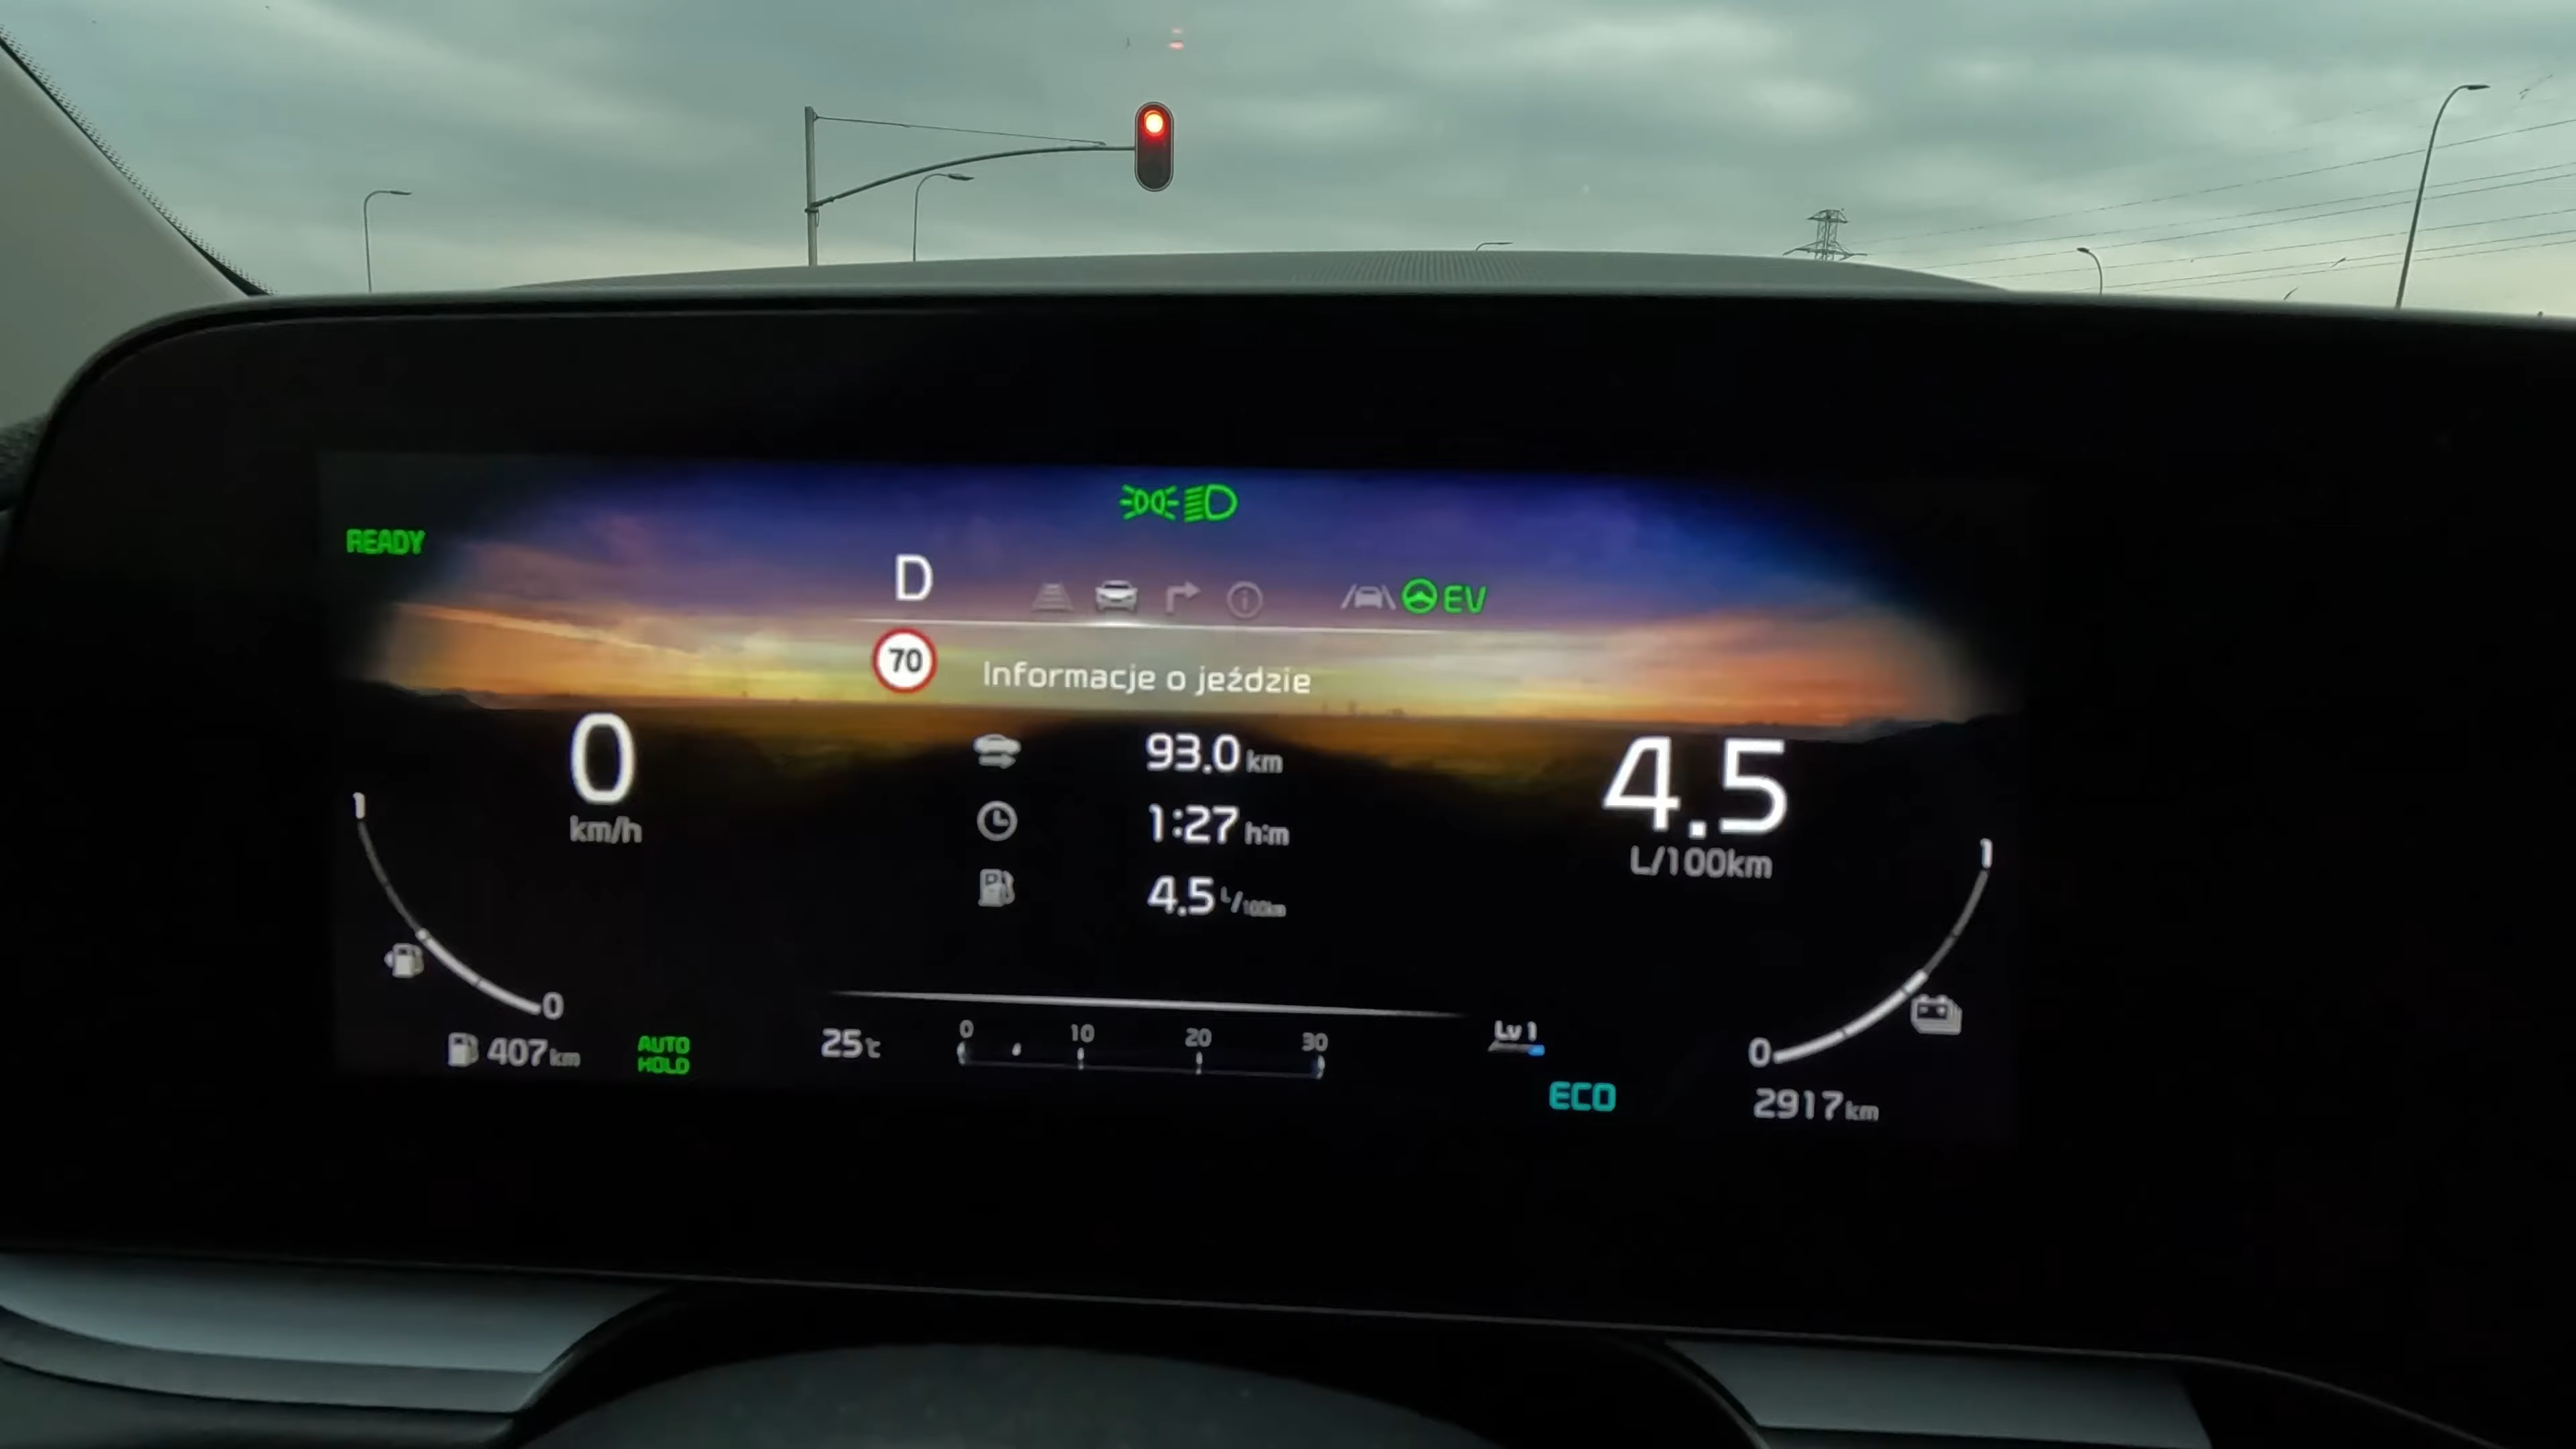 READY
D
EV
70
Informacje o jeździe
0
km/h
93.0 km
1:27 h:m
4.5 L/100km
4.5
L/100km
1
0
407 km
AUTO
HOLD
25℃
0 10 20 30
Lv 1
ECO
1
0
2917 km